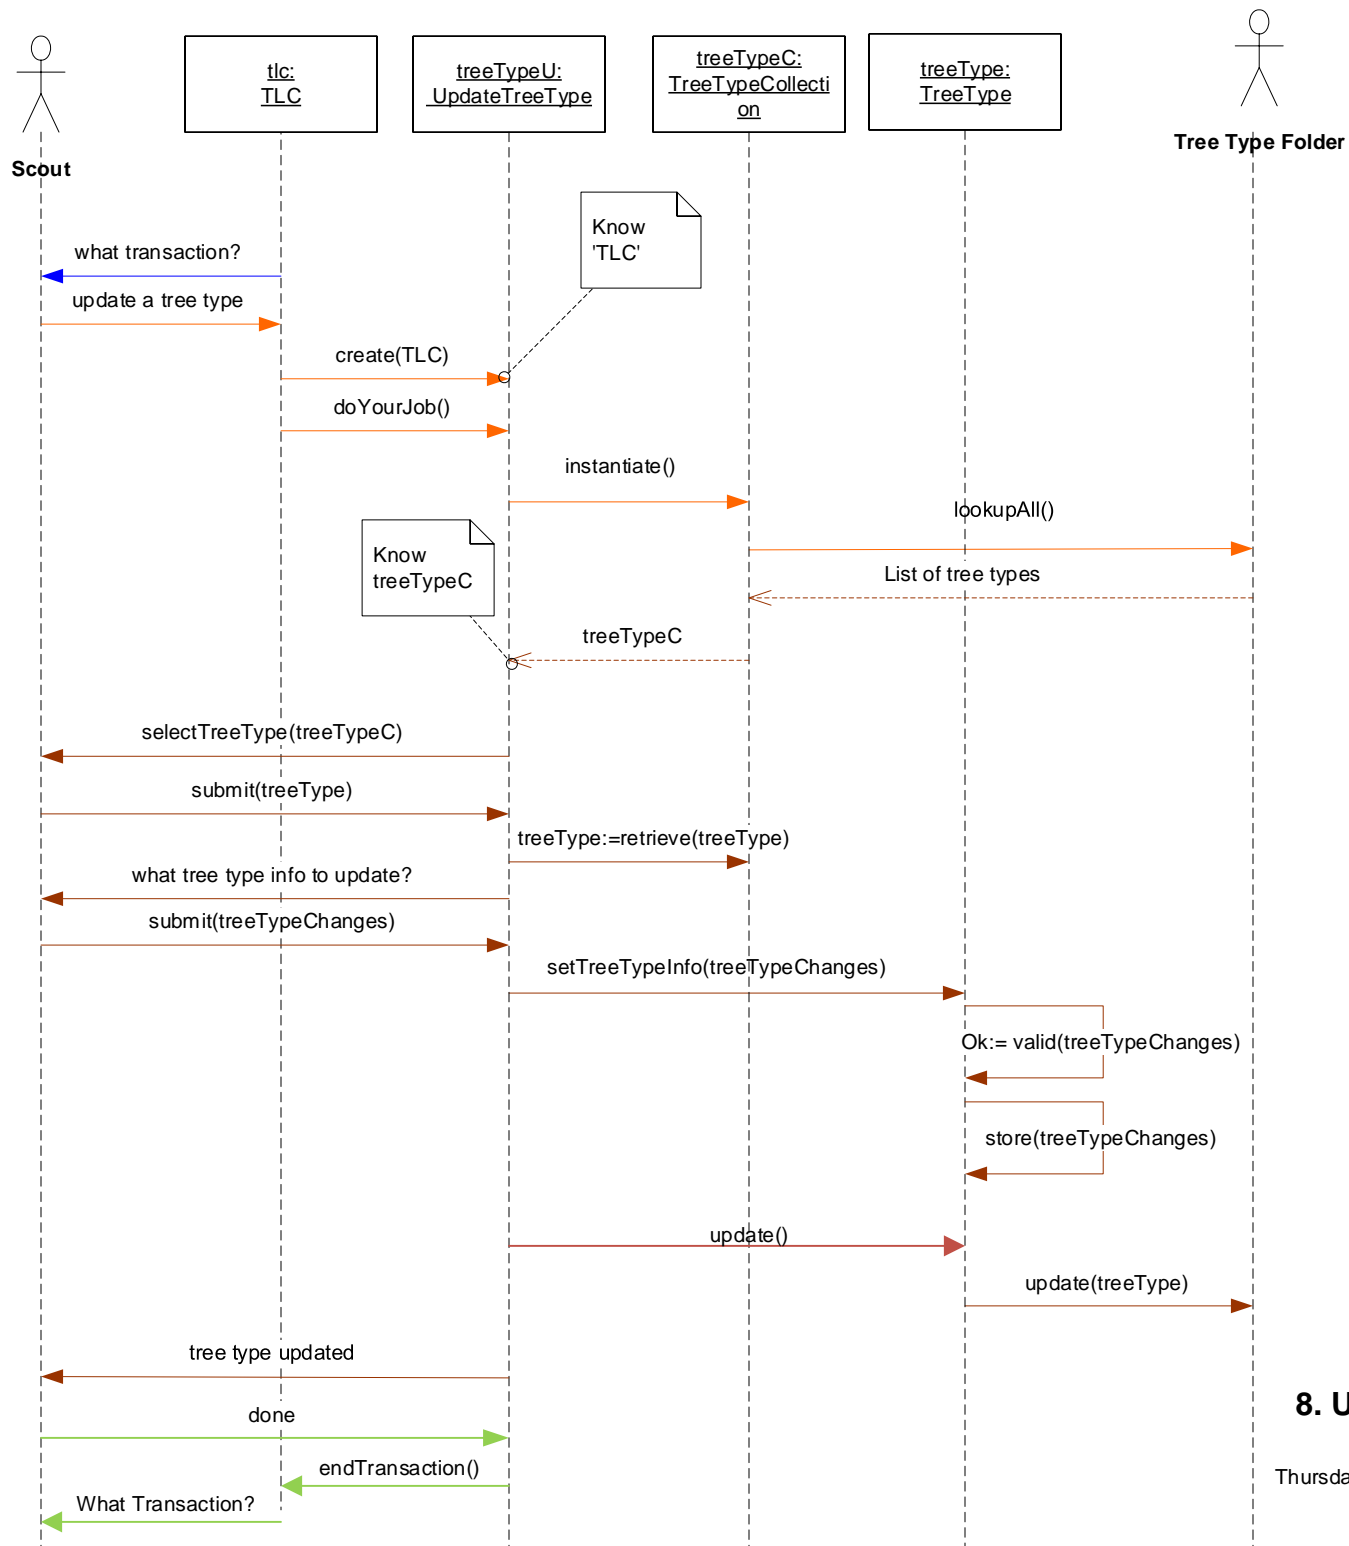 tlc:
TLC
treeTypeU:
UpdateTreeType
treeTypeC:
TreeTypeCollecti
on
treeType:
TreeType
Tree Type Folder
Scout
Know
'TLC'
what transaction?
update a tree type
create(TLC)
doYourJob()
instantiate()
lookupAll()
Know
treeTypeC
List of tree types
treeTypeC
selectTreeType(treeTypeC)
submit(treeType)
treeType:=retrieve(treeType)
what tree type info to update?
submit(treeTypeChanges)
setTreeTypeInfo(treeTypeChanges)
Ok:= valid(treeTypeChanges)
store(treeTypeChanges)
update()
update(treeType)
tree type updated
8. U
done
endTransaction()
Thursda
What Transaction?